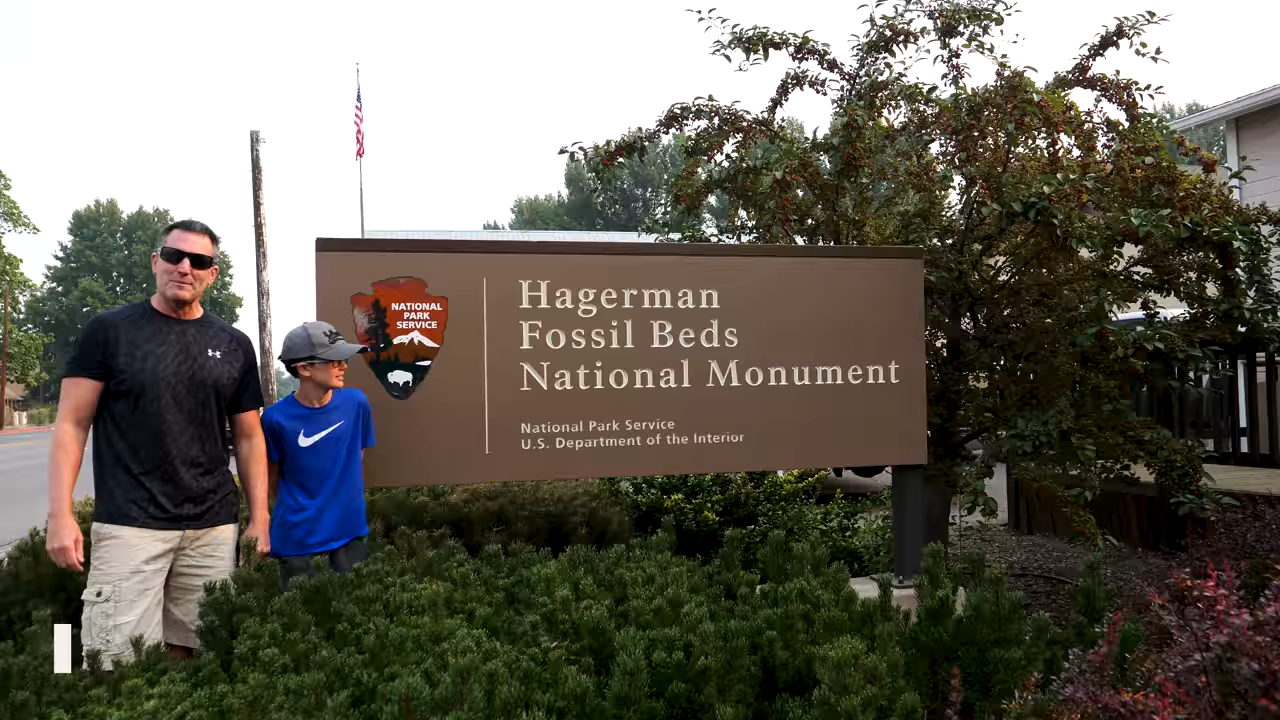 NATIONAL
PARK
SERVICE
Hagerman
Fossil Beds
National Monument
National Park Service
U.S. Department of the Interior